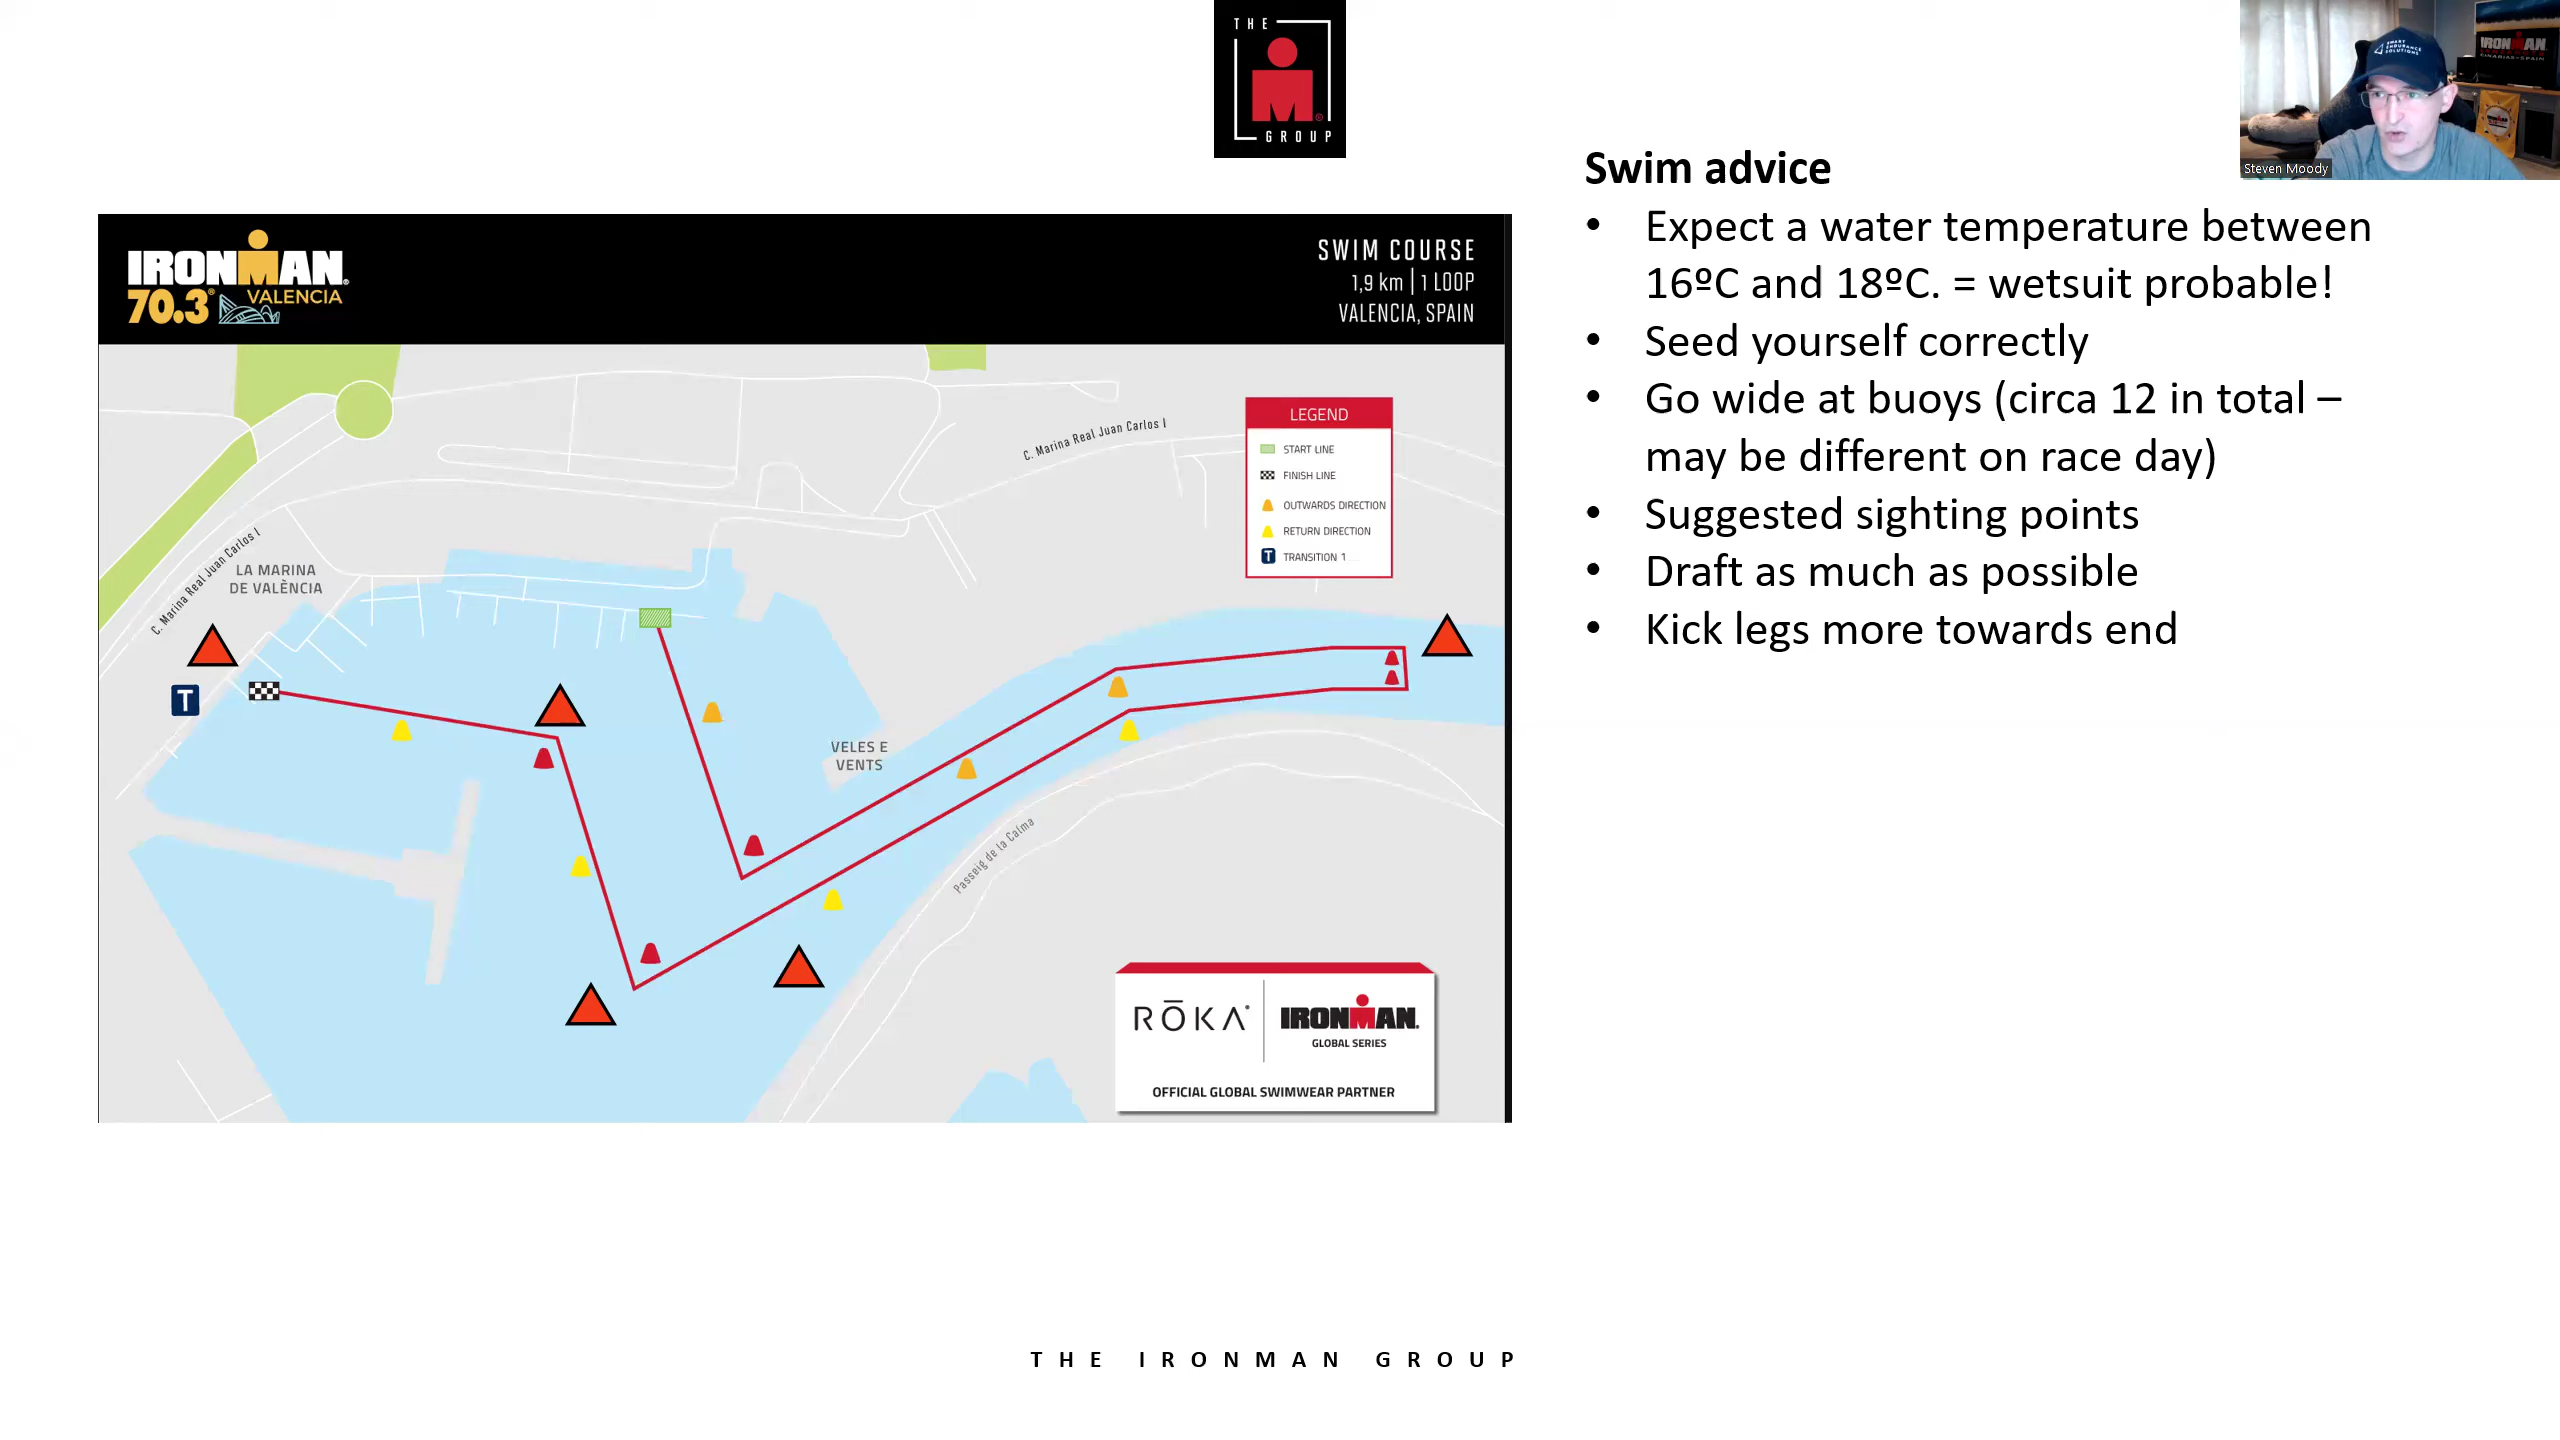 THE
GROUP
Steven Moody
SMART
ENDURANCE
SOLUTIONS
IRONMAN
IRONMAN
70.3
VALENCIA
SWIM COURSE
1,9 km | 1 LOOP
VALENCIA, SPAIN
C. Marina Real Juan Carlos I
LEGEND
START LINE
FINISH LINE
OUTWARDS DIRECTION
RETURN DIRECTION
T TRANSITION 1
C. Marina Real Juan Carlos I
LA MARINA
DE VALÈNCIA
T
VELES E
VENTS
Passeig de la Calma
RŌKA
IRONMAN
GLOBAL SERIES
OFFICIAL GLOBAL SWIMWEAR PARTNER
Swim advice
• Expect a water temperature between
16ºC and 18ºC. = wetsuit probable!
• Seed yourself correctly
• Go wide at buoys (circa 12 in total –
may be different on race day)
• Suggested sighting points
• Draft as much as possible
• Kick legs more towards end
THE IRONMAN GROUP